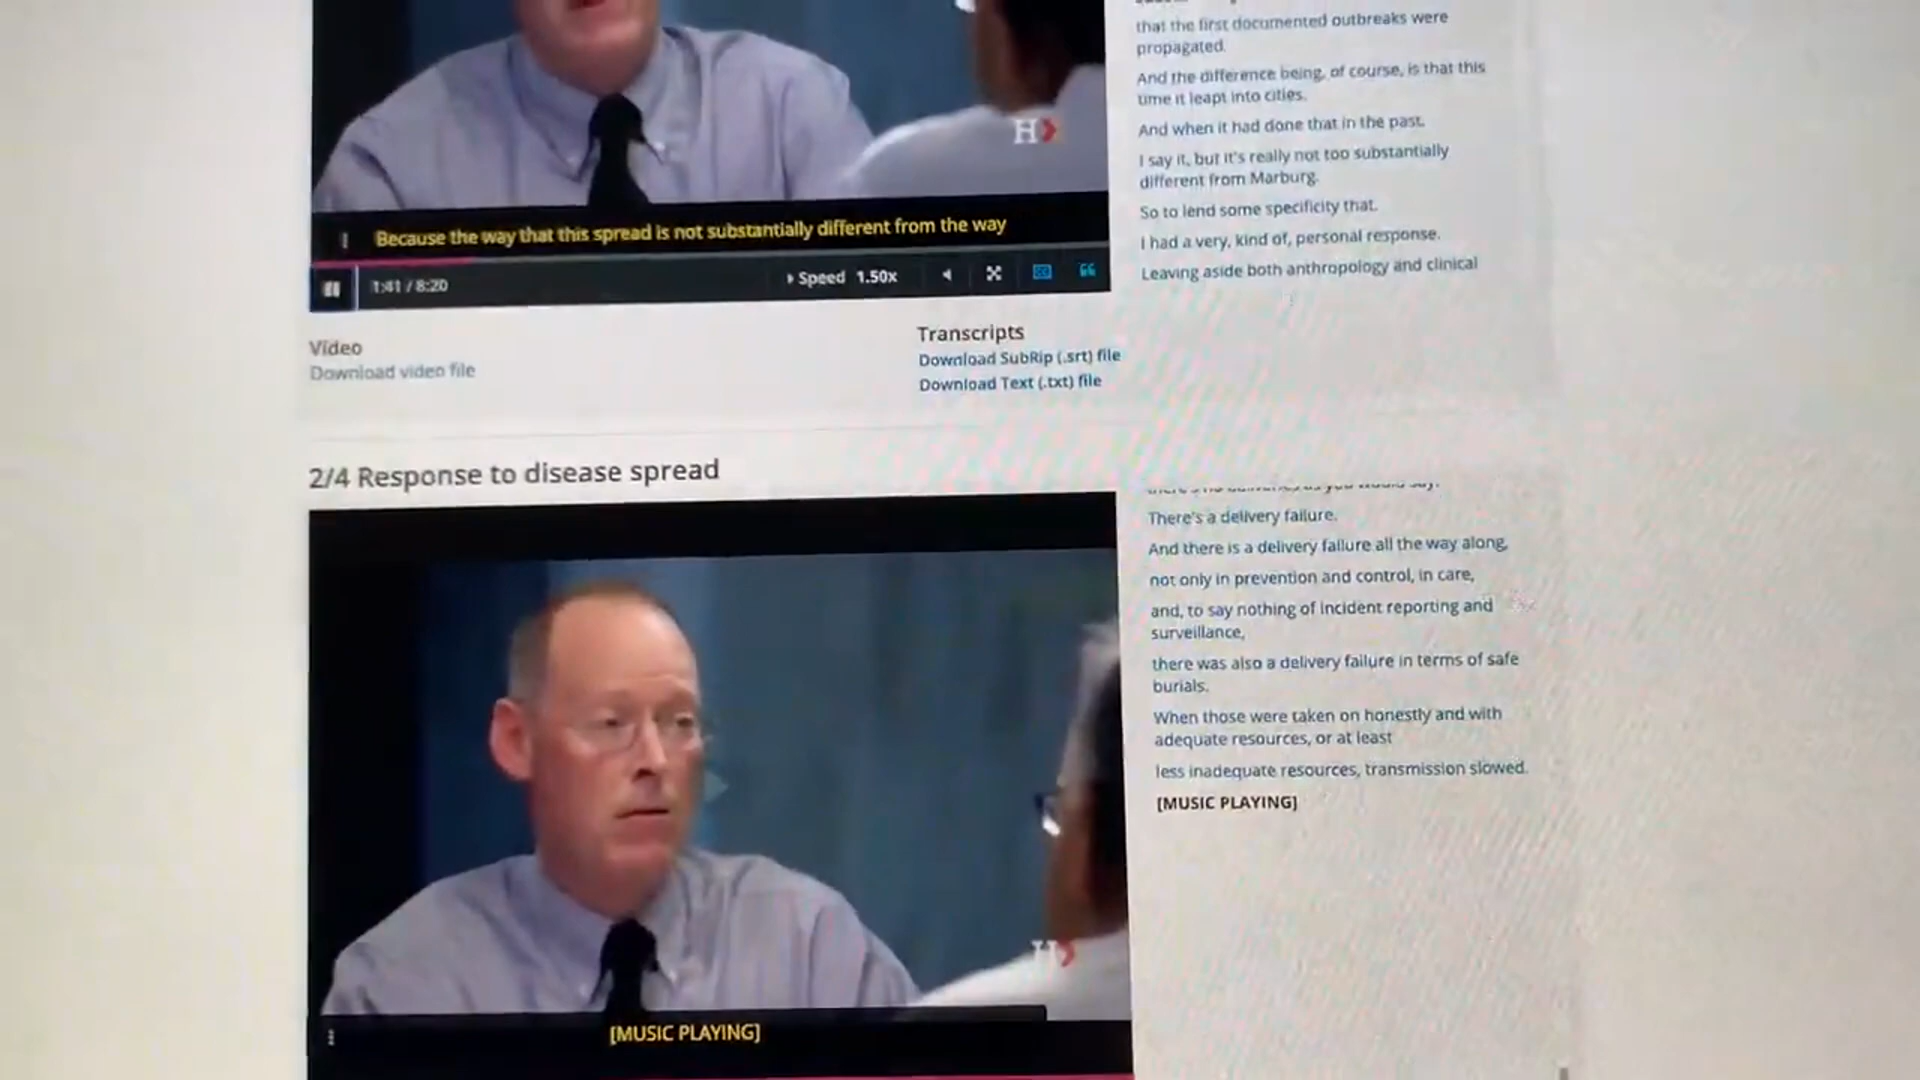 that the first documented outbreaks were
propagated.
And the difference being, of course, is that this
time it leapt into cities.
And when it had done that in the past.
I say it, but it's really not too substantially
different from Marburg.
So to lend some specificity that.
I had a very, kind of, personal response.
Leaving aside both anthropology and clinical
H
Because the way that this spread is not substantially different from the way
1:41 / 8:20
Speed 1.50x
Video
Download video file
Transcripts
Download SubRip (.srt) file
Download Text (.txt) file
2/4 Response to disease spread
There's a delivery failure.
And there is a delivery failure all the way along,
not only in prevention and control, in care,
and, to say nothing of incident reporting and
surveillance,
there was also a delivery failure in terms of safe
burials.
When those were taken on honestly and with
adequate resources, or at least
less inadequate resources, transmission slowed.
[MUSIC PLAYING]
H
[MUSIC PLAYING]